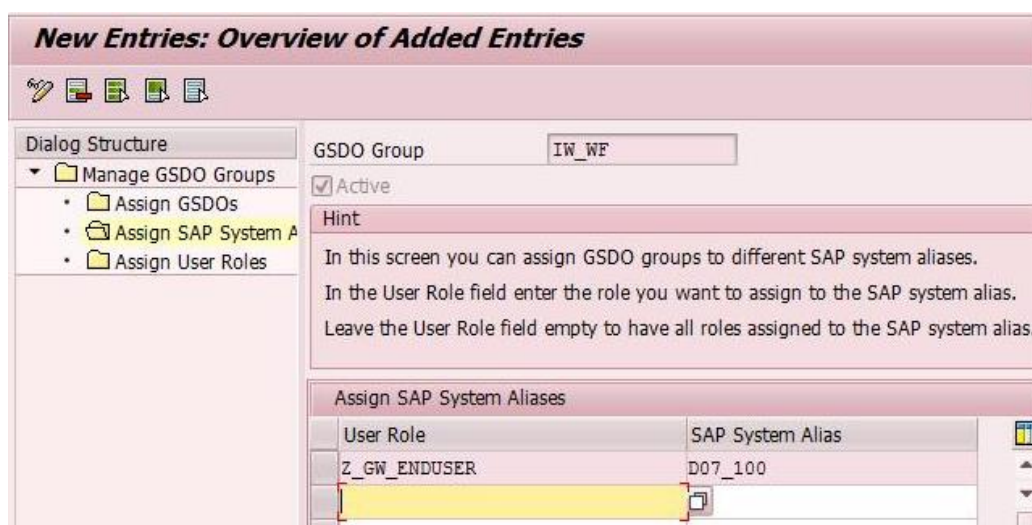 New Entries: Overview of Added Entries
Dialog Structure
Manage GSDO Groups
Assign GSDOs
Assign SAP System A
Assign User Roles
GSDO Group IW_WF
Active
Hint
In this screen you can assign GSDO groups to different SAP system aliases.
In the User Role field enter the role you want to assign to the SAP system alias.
Leave the User Role field empty to have all roles assigned to the SAP system alias
Assign SAP System Aliases
User Role SAP System Alias
Z_GW_ENDUSER D07_100